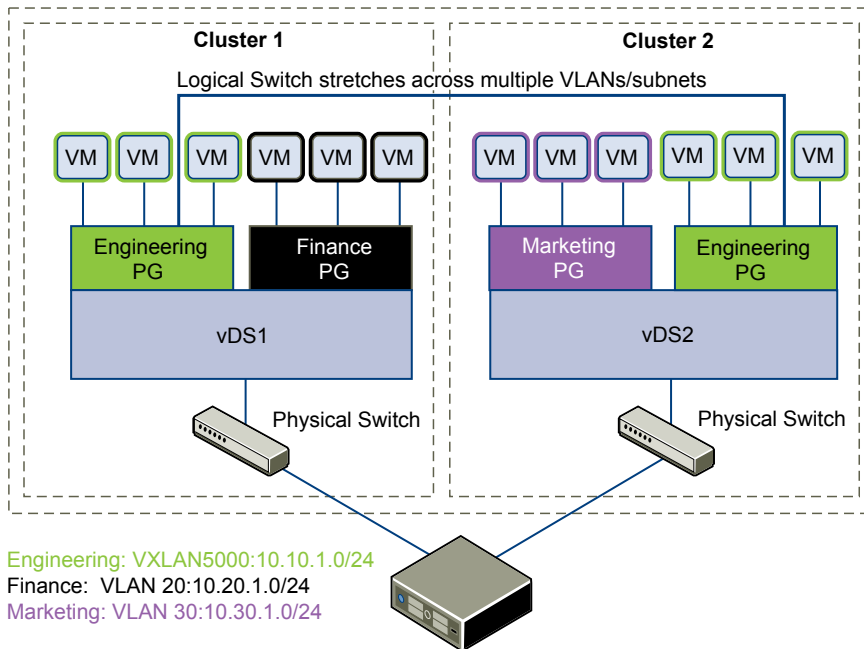 Cluster 1
Cluster 2
Logical Switch stretches across multiple VLANs/subnets
VM VM VM VM VM VM
VM VM VM VM VM VM
Engineering
PG
Finance
PG
Marketing
PG
Engineering
PG
vDS1
vDS2
Physical Switch
Physical Switch
Engineering: VXLAN5000:10.10.1.0/24
Finance: VLAN 20:10.20.1.0/24
Marketing: VLAN 30:10.30.1.0/24